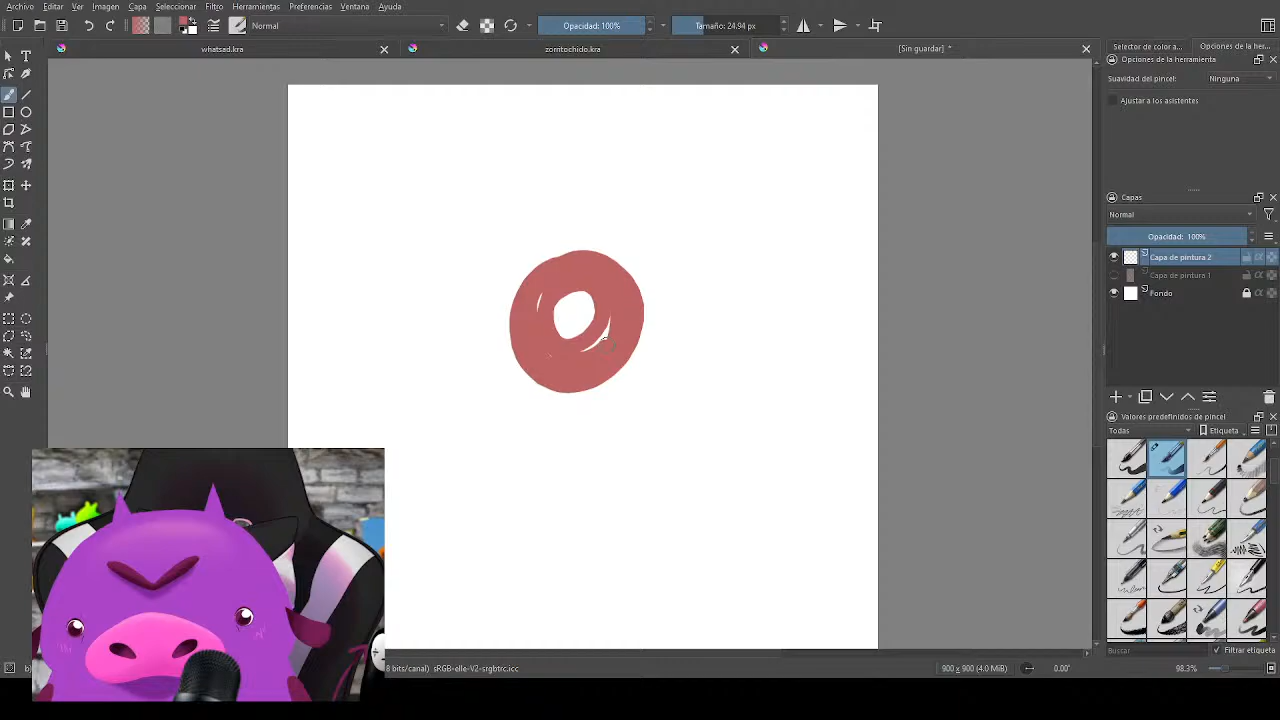 Archivo Editar Ver Imagen Capa Seleccionar Filtro Herramientas Preferencias Ventana Ayuda
Normal Opacidad: 100% Tamaño: 24.94 px
whatsad.kra zorritochido.kra [Sin guardar] *
Selector de color a... Opciones de la her...
Opciones de la herramienta
Suavidad del pincel: Ninguna
Ajustar a los asistentes
Capas
Normal
Opacidad: 100%
Capa de pintura 2
Capa de pintura 1
Fondo
Valores predefinidos de pincel
Todas Etiqueta
Buscar Filtrar etiqueta
8 bits/canal) sRGB-elle-V2-srgbtrc.icc 900 x 900 (4.0 MiB) 0.00° 98.3%